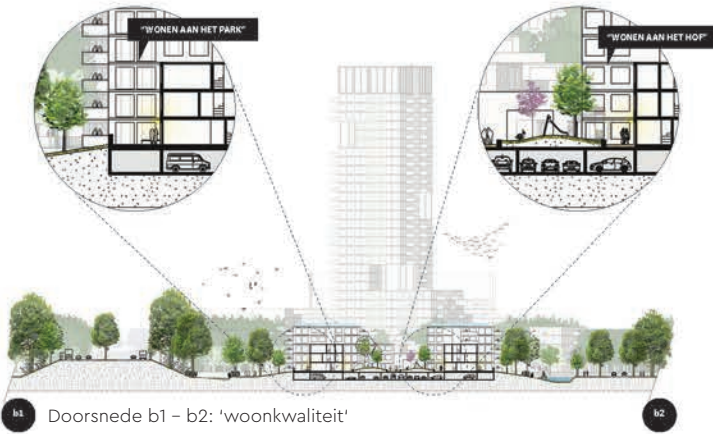 "WONEN AAN HET PARK"
"WONEN AAN HET HOF"
b1
Doorsnede b1 – b2: 'woonkwaliteit'
b2